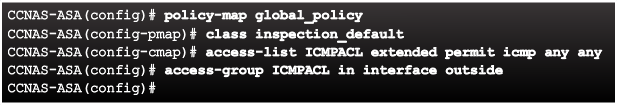 CCNAS-ASA(config)# policy-map global_policy
CCNAS-ASA(config-pmap)# class inspection_default
CCNAS-ASA(config-cmap)# access-list ICMPACL extended permit icmp any any
CCNAS-ASA(config)# access-group ICMPACL in interface outside
CCNAS-ASA(config)#